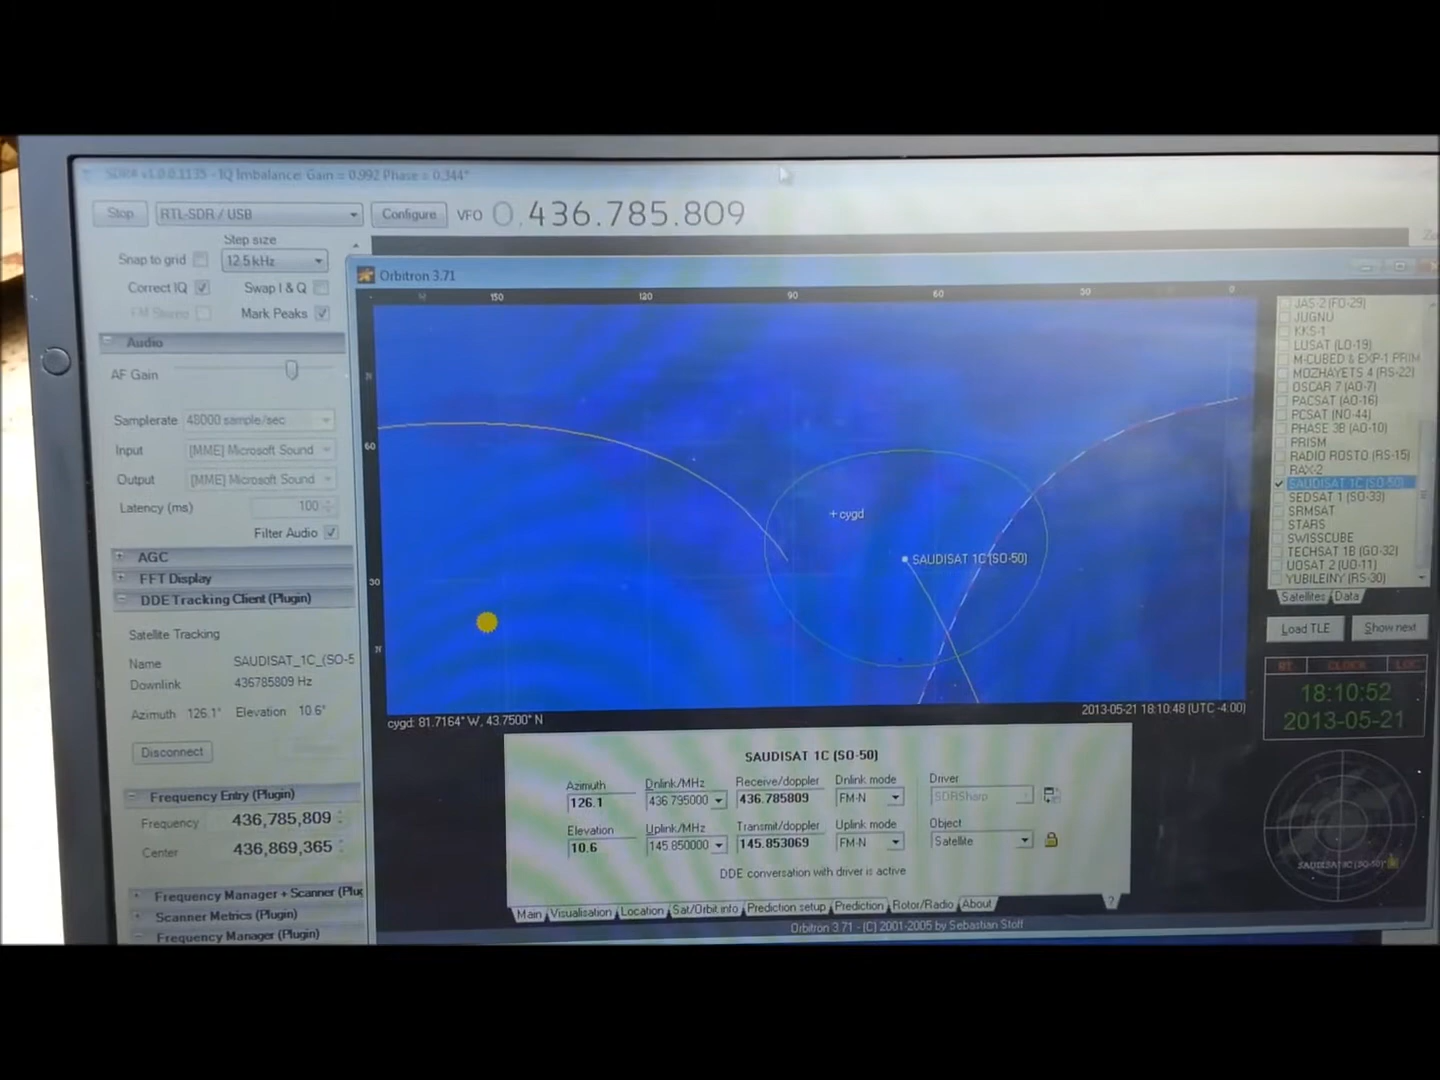 SDR# v1.0.0.1135 - IQ Imbalance: Gain = 0.992 Phase = 0.344°
Stop RTL-SDR / USB Configure VFO 0.436.785.809
Step size
Snap to grid 12.5 kHz
Correct IQ Swap I & Q
FM Stereo Mark Peaks
Audio
AF Gain
Samplerate 48000 sample/sec
Input [MME] Microsoft Sound
Output [MME] Microsoft Sound
Latency (ms) 100
Filter Audio
AGC
FFT Display
DDE Tracking Client (Plugin)
Satellite Tracking
Name SAUDISAT_1C_(SO-5
Downlink 436785809 Hz
Azimuth 126.1° Elevation 10.6°
Disconnect
Frequency Entry (Plugin)
Frequency 436,785,809
Center 436,869,365
Frequency Manager + Scanner (Plug
Scanner Metrics (Plugin)
Frequency Manager (Plugin)
Orbitron 3.71
W 150 120 90 60 30 0
N
60
30
N
+ cygd
SAUDISAT 1C (SO-50)
cygd: 81.7164° W, 43.7500° N
2013-05-21 18:10:48 (UTC -4:00)
JAS-2 (FO-29)
JUGNU
KKS-1
LUSAT (LO-19)
M-CUBED & EXP-1 PRIM
MOZHAYETS 4 (RS-22)
OSCAR 7 (AO-7)
PACSAT (AO-16)
PCSAT (NO-44)
PHASE 3B (AO-10)
PRISM
RADIO ROSTO (RS-15)
RAX-2
SAUDISAT 1C (SO-50)
SEDSAT 1 (SO-33)
SRMSAT
STARS
SWISSCUBE
TECHSAT 1B (GO-32)
UOSAT 2 (UO-11)
YUBILEINY (RS-30)
Satellites Data
Load TLE Show next
RT CLOCK LOC
18:10:52
2013-05-21
SAUDISAT 1C (SO-50)
SAUDISAT 1C (SO-50)
Azimuth Dnlink/MHz Receive/doppler Dnlink mode Driver
126.1 436.795000 436.785809 FM-N SDRSharp
Elevation Uplink/MHz Transmit/doppler Uplink mode Object
10.6 145.850000 145.853069 FM-N Satellite
DDE conversation with driver is active
Main Visualisation Location Sat/Orbit info Prediction setup Prediction Rotor/Radio About ?
Orbitron 3.71 - (C) 2001-2005 by Sebastian Stoff